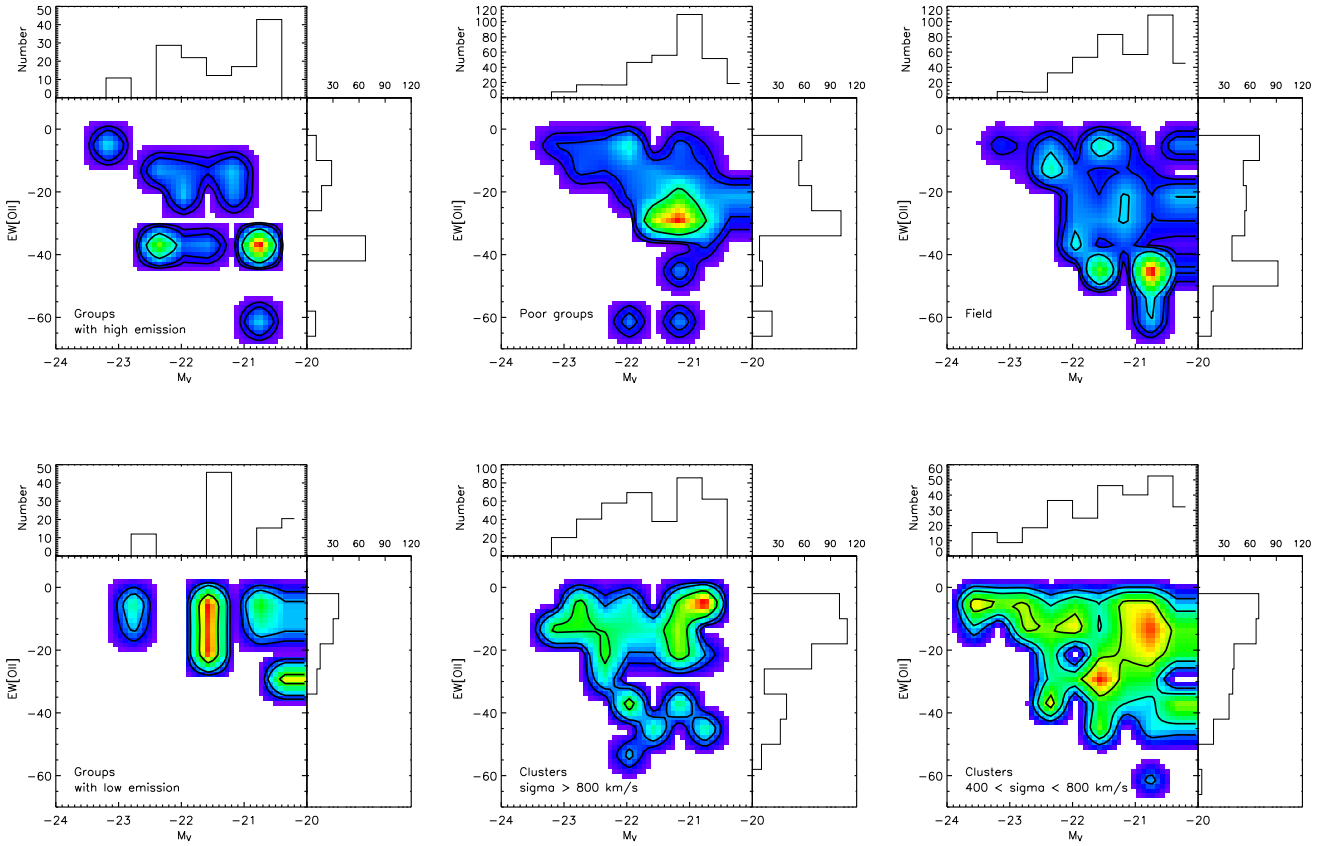 50
40
30
20
10
0
Number
30 60 90 120
0
−20
−40
−60
EW[OII]
Groups
with high emission
−24 −23 −22 −21 −20
M_V
120
100
80
60
40
20
0
Number
30 60 90 120
0
−20
−40
−60
EW[OII]
Poor groups
−24 −23 −22 −21 −20
M_V
120
100
80
60
40
20
0
Number
30 60 90 120
0
−20
−40
−60
EW[OII]
Field
−24 −23 −22 −21 −20
M_V
50
40
30
20
10
0
Number
30 60 90 120
0
−20
−40
−60
EW[OII]
Groups
with low emission
−24 −23 −22 −21 −20
M_V
100
80
60
40
20
0
Number
30 60 90 120
0
−20
−40
−60
EW[OII]
Clusters
sigma > 800 km/s
−24 −23 −22 −21 −20
M_V
60
50
40
30
20
10
0
Number
30 60 90 120
0
−20
−40
−60
EW[OII]
Clusters
400 < sigma < 800 km/s
−24 −23 −22 −21 −20
M_V